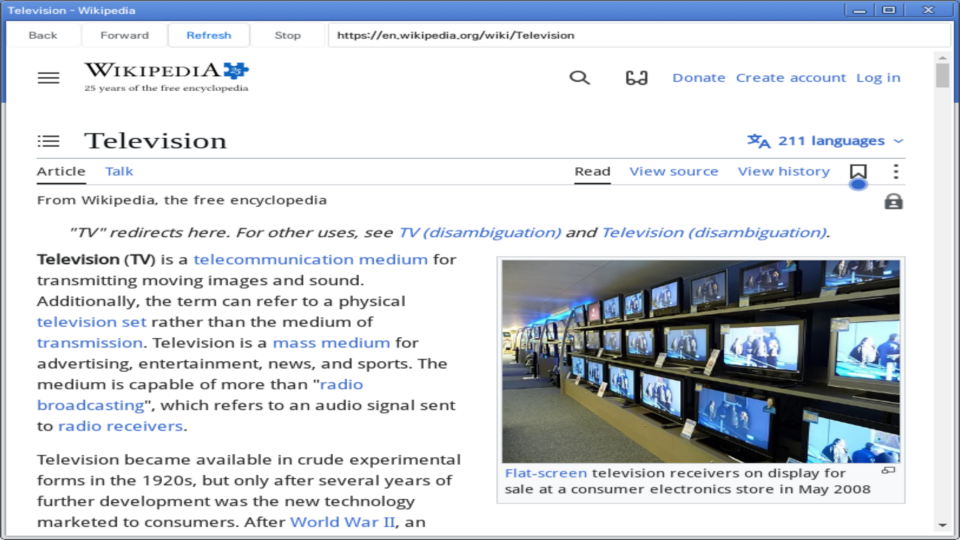 Television - Wikipedia
Back Forward Refresh Stop https://en.wikipedia.org/wiki/Television
WIKIPEDIA
25 years of the free encyclopedia
Donate Create account Log in
Television
211 languages
Article Talk Read View source View history
From Wikipedia, the free encyclopedia
"TV" redirects here. For other uses, see TV (disambiguation) and Television (disambiguation).
Television (TV) is a telecommunication medium for
transmitting moving images and sound.
Additionally, the term can refer to a physical
television set rather than the medium of
transmission. Television is a mass medium for
advertising, entertainment, news, and sports. The
medium is capable of more than "radio
broadcasting", which refers to an audio signal sent
to radio receivers.
Flat-screen television receivers on display for
sale at a consumer electronics store in May 2008
Television became available in crude experimental
forms in the 1920s, but only after several years of
further development was the new technology
marketed to consumers. After World War II, an